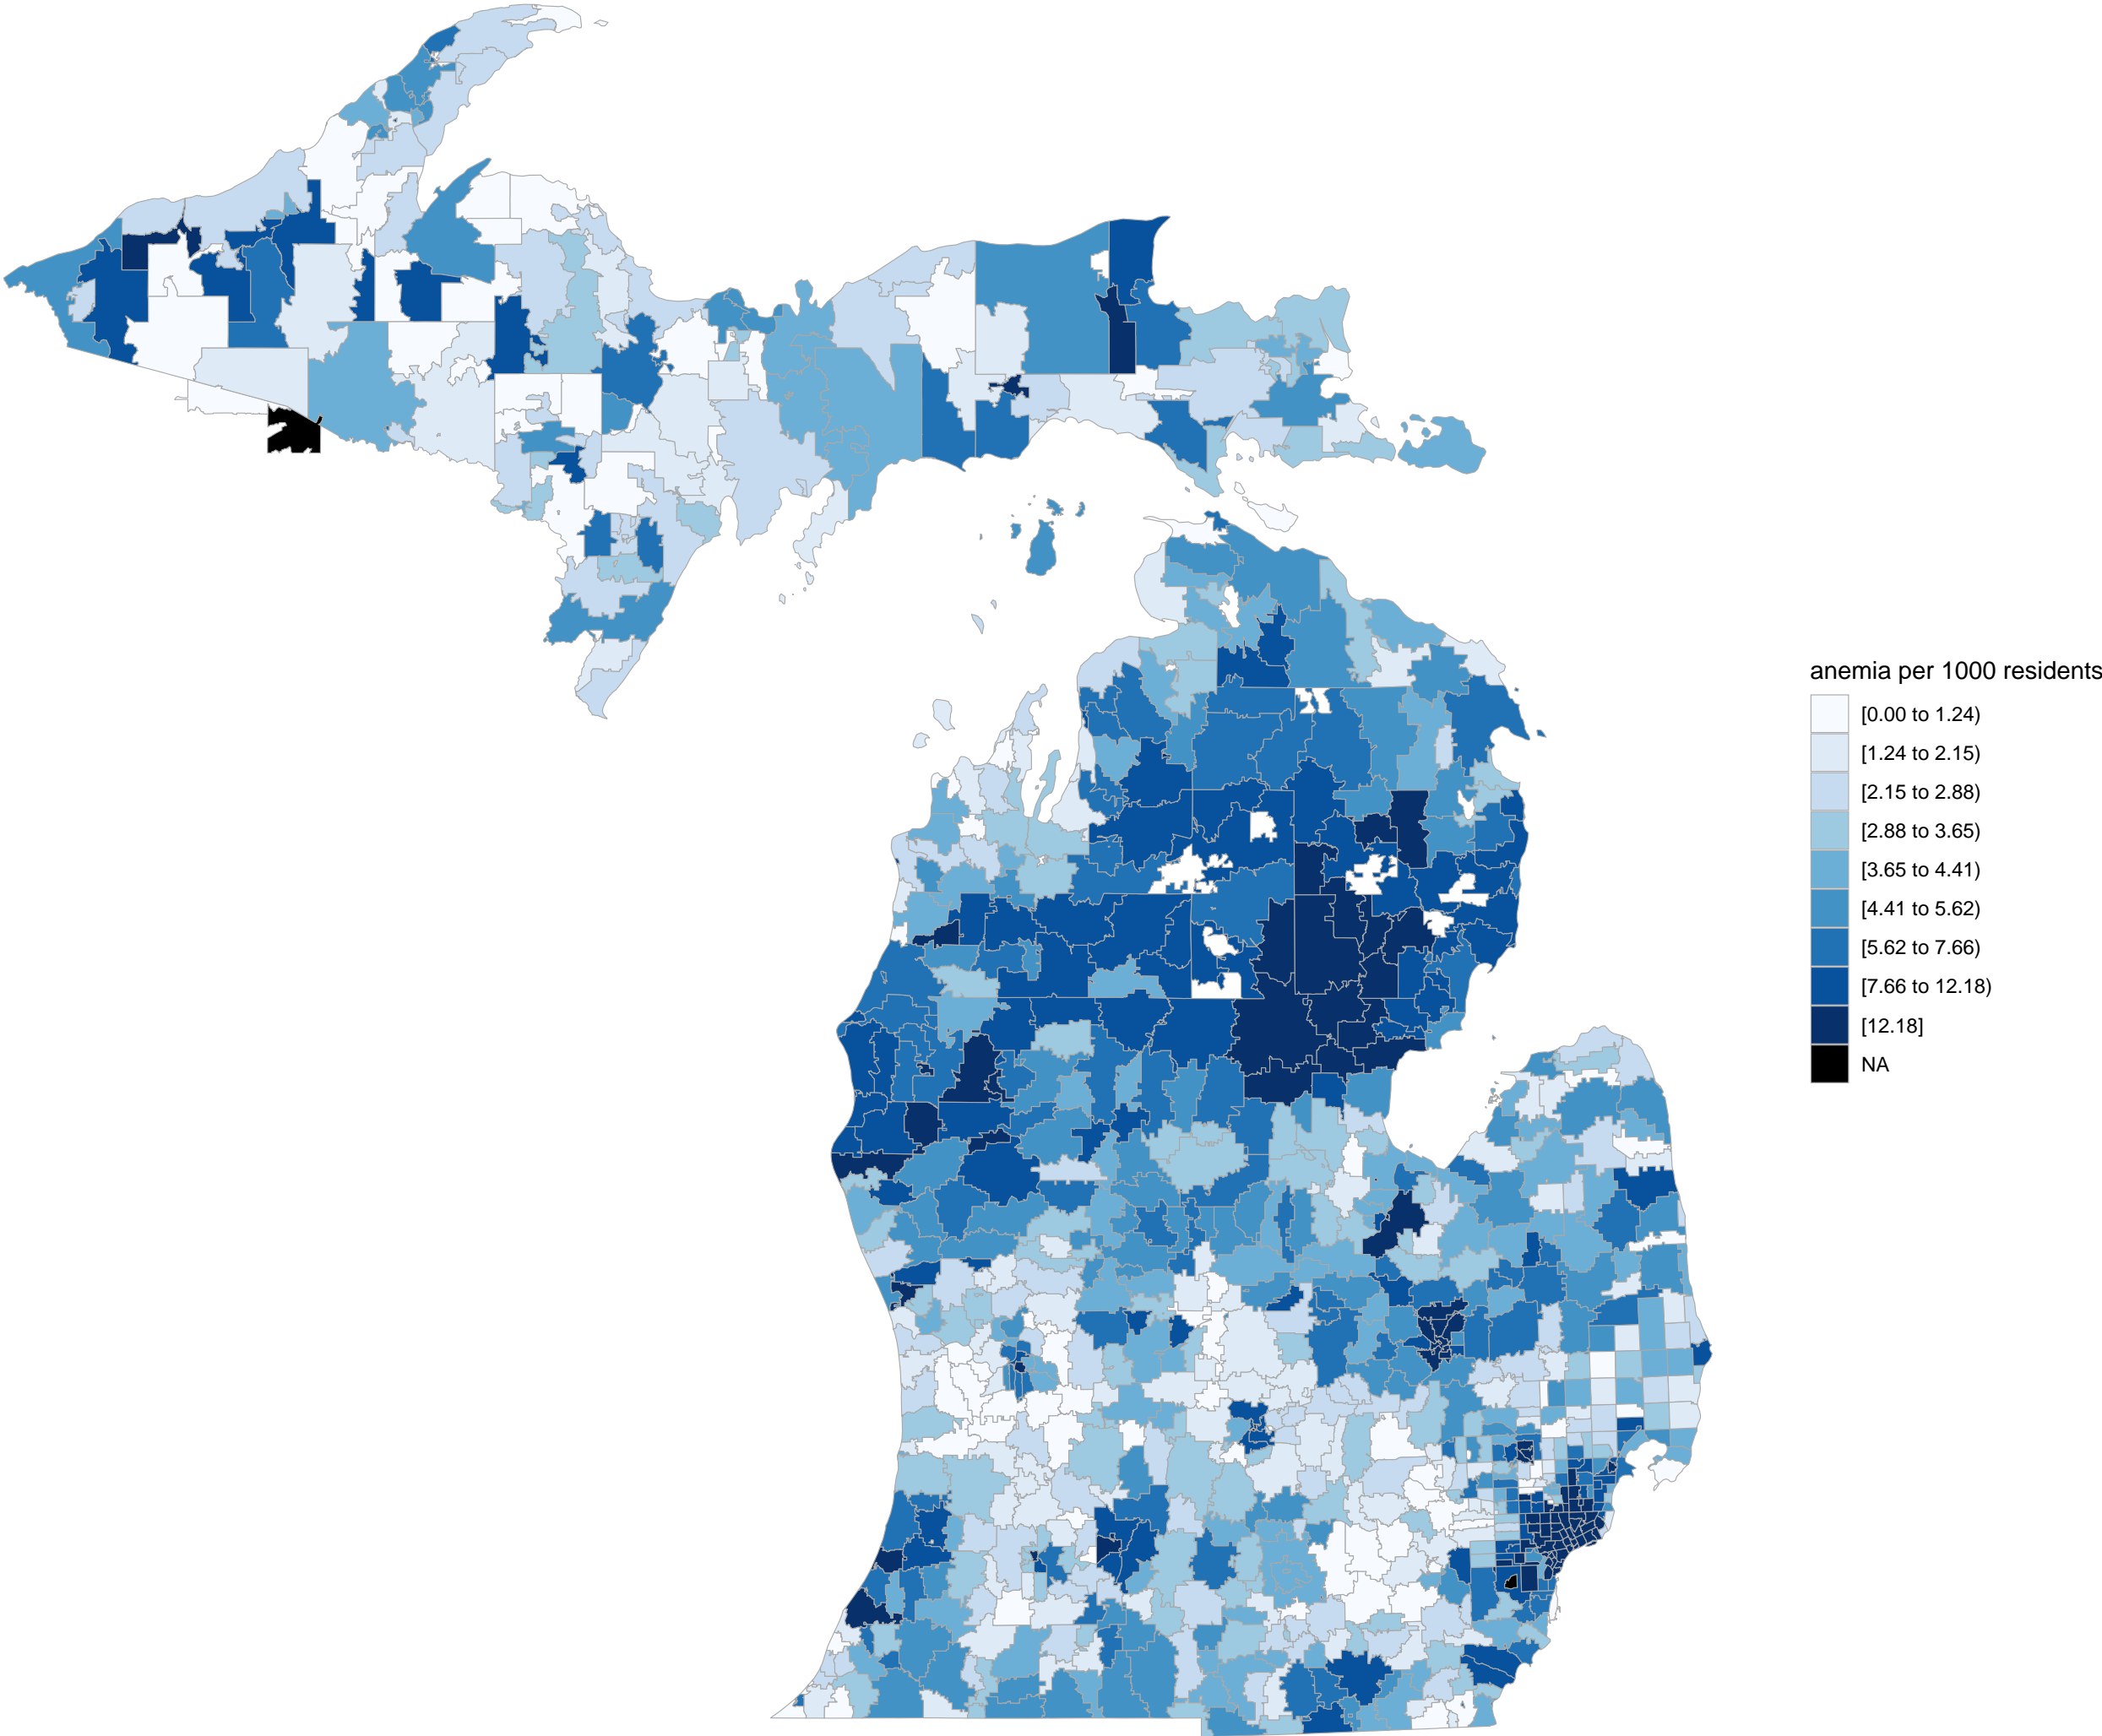 anemia per 1000 residents
[0.00 to 1.24)
[1.24 to 2.15)
[2.15 to 2.88)
[2.88 to 3.65)
[3.65 to 4.41)
[4.41 to 5.62)
[5.62 to 7.66)
[7.66 to 12.18)
[12.18]
NA